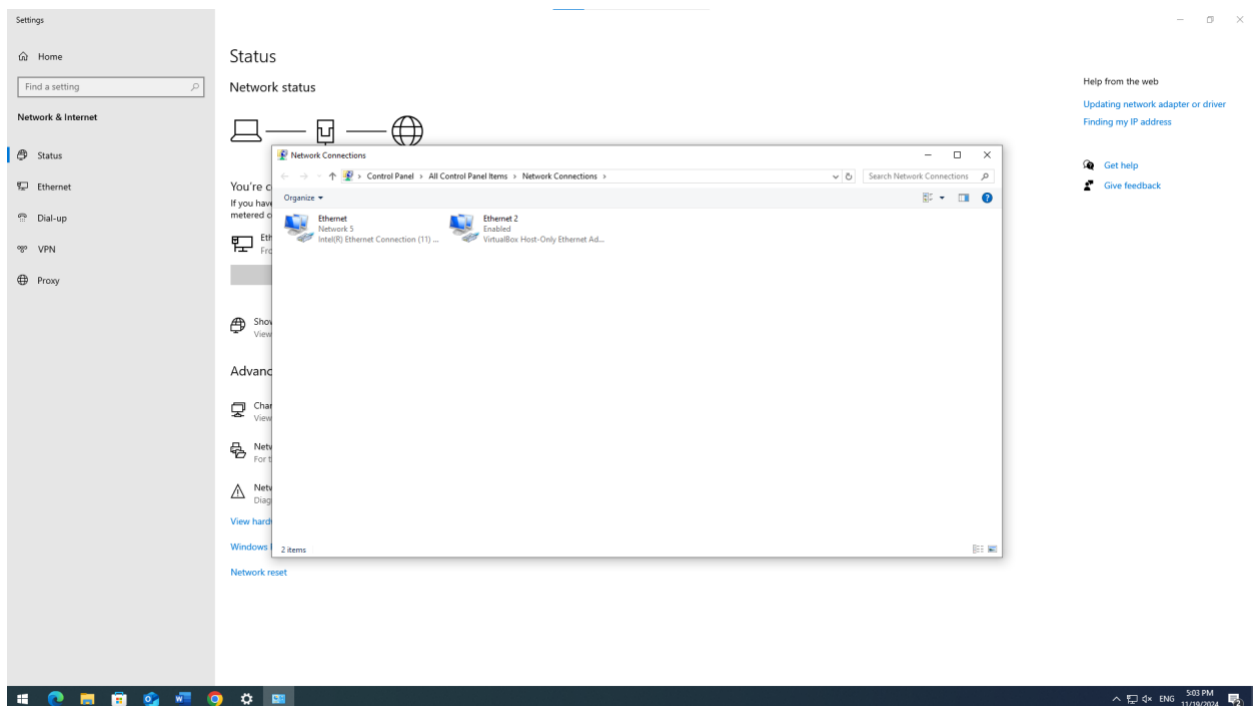 Settings
Home
Find a setting
Network & Internet
Status
Ethernet
Dial-up
VPN
Proxy
Status
Network status
You're c
If you hav
metered c
Eth
Fro
Show
View
Advanc
Char
View
Netw
For t
Netw
Diag
View hard
Windows
Network reset
Network Connections
Control Panel > All Control Panel Items > Network Connections >
Search Network Connections
Organize
Ethernet
Network 5
Intel(R) Ethernet Connection (11) ...
Ethernet 2
Enabled
VirtualBox Host-Only Ethernet Ad...
2 items
Help from the web
Updating network adapter or driver
Finding my IP address
Get help
Give feedback
ENG
5:03 PM
11/19/2024